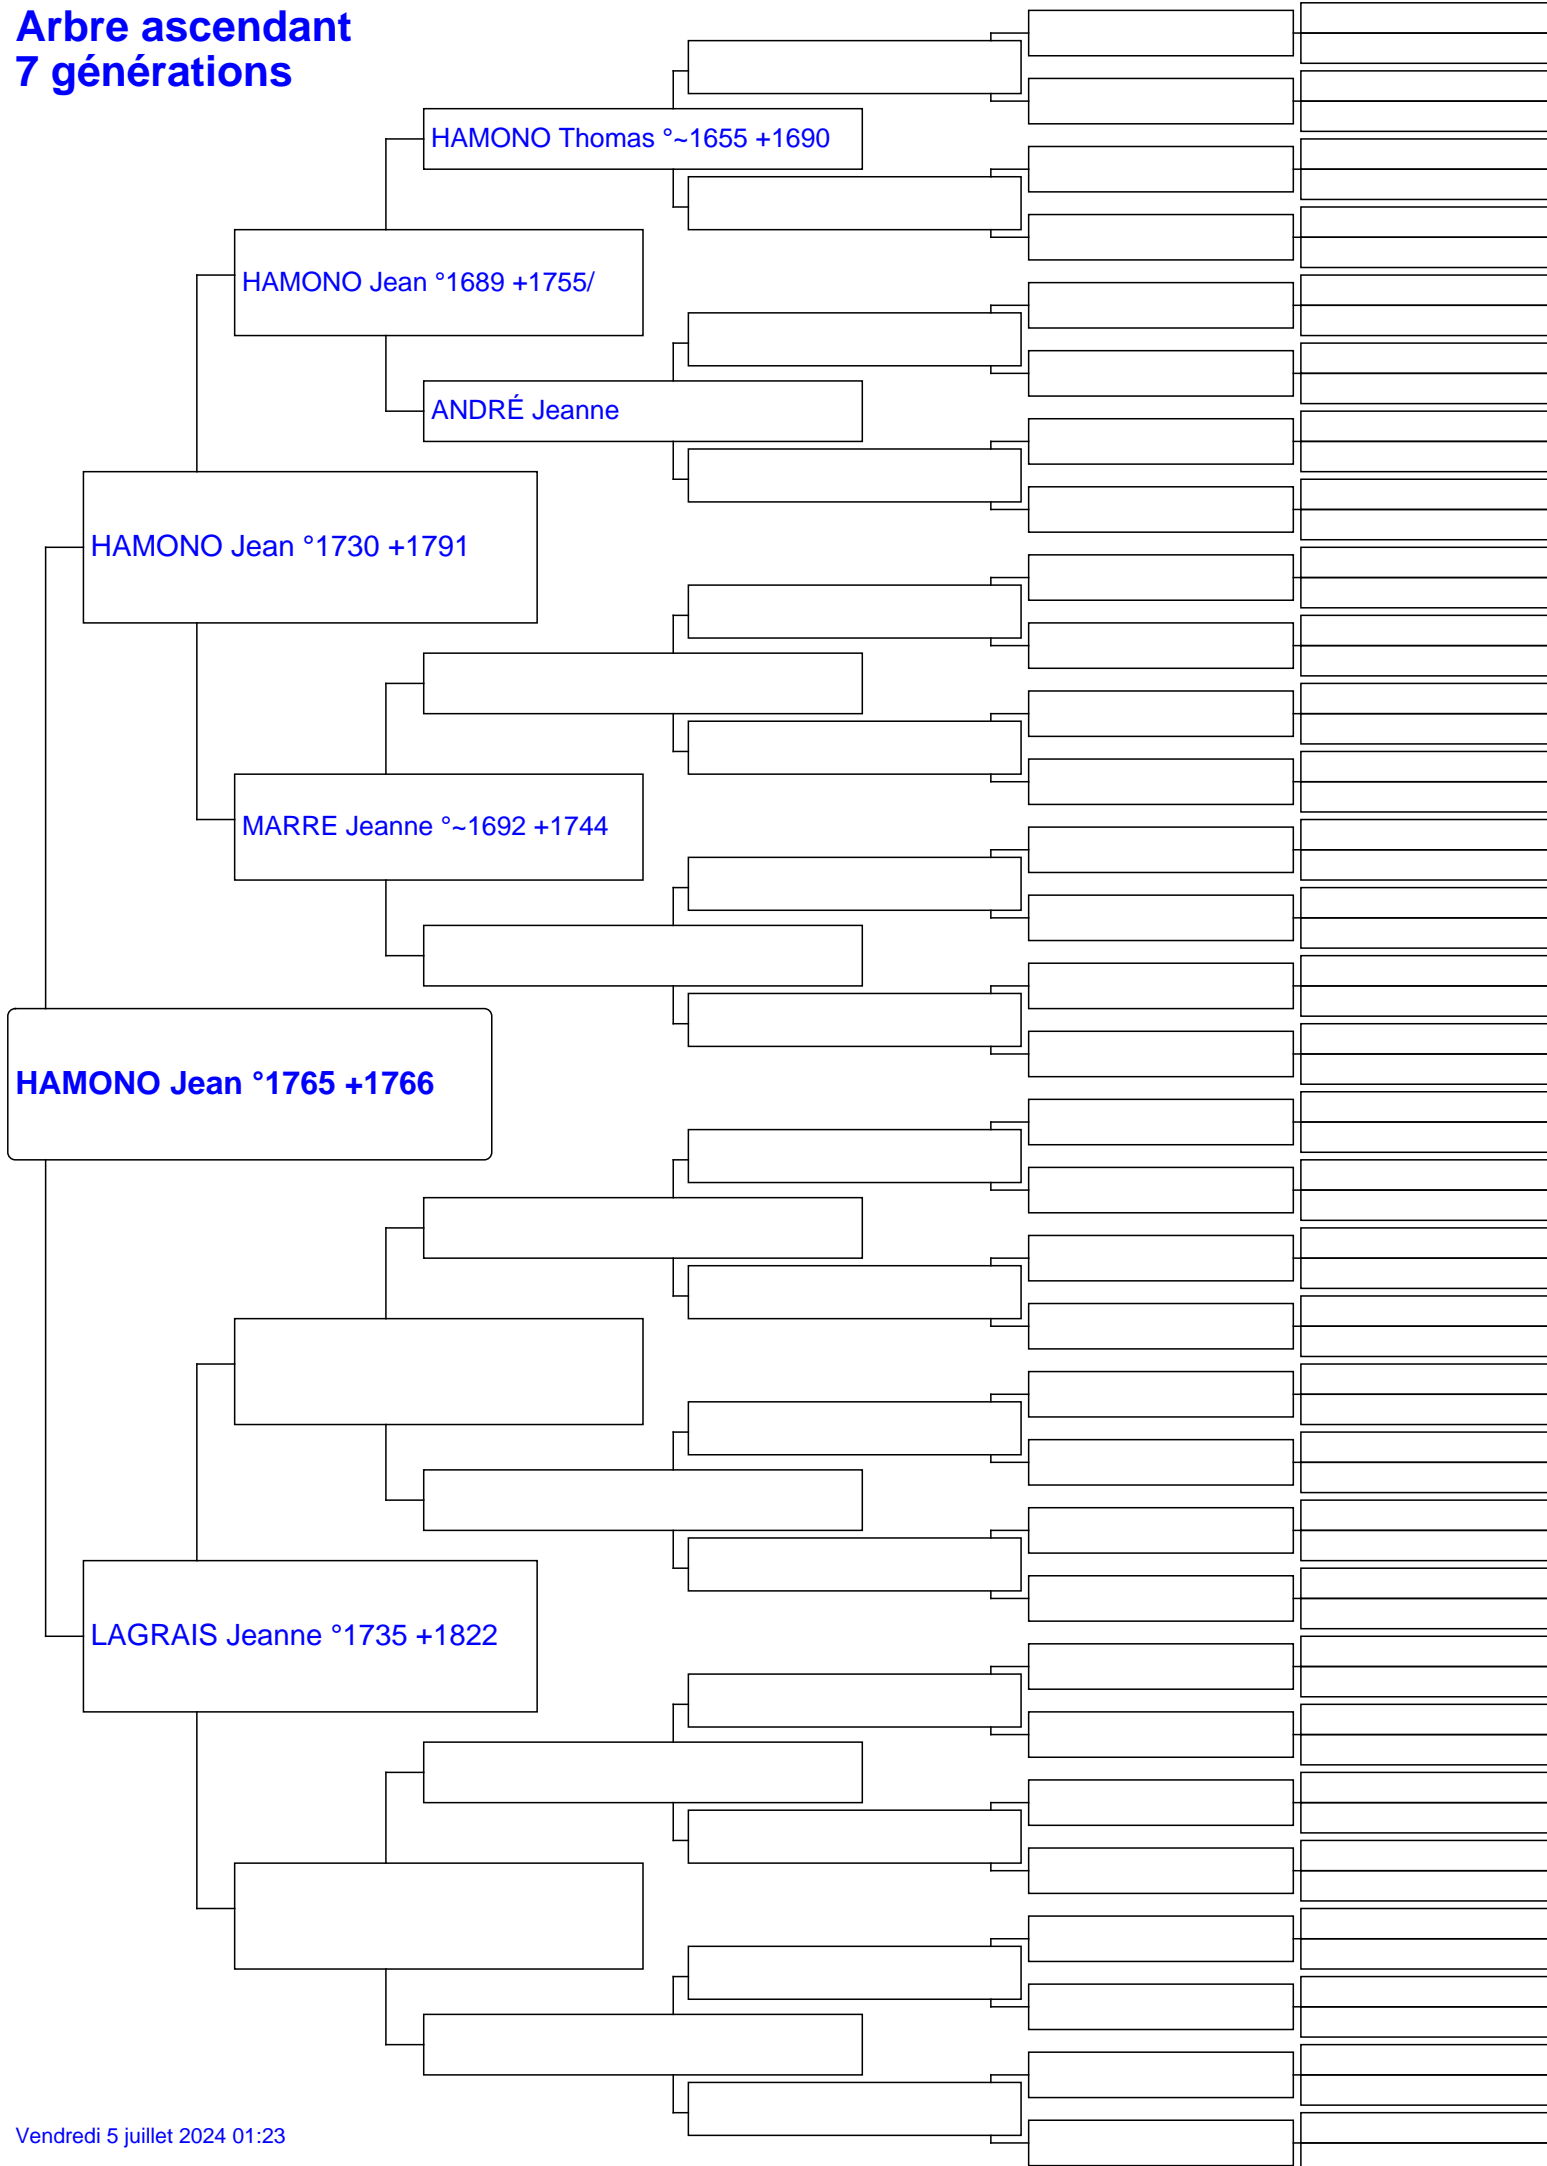 Arbre ascendant
7 générations
HAMONO Thomas °~1655 +1690
HAMONO Jean °1689 +1755/
ANDRÉ Jeanne
HAMONO Jean °1730 +1791
MARRE Jeanne °~1692 +1744
HAMONO Jean °1765 +1766
LAGRAIS Jeanne °1735 +1822
Vendredi 5 juillet 2024 01:23